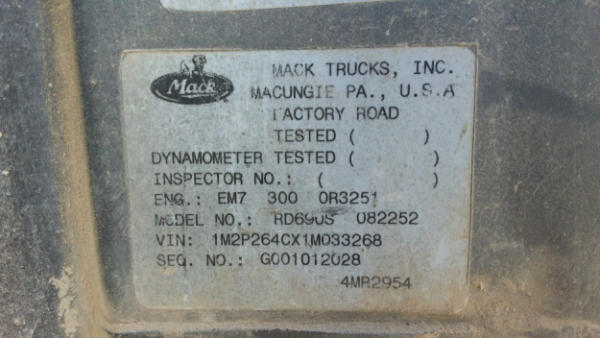 Mack
MACK TRUCKS, INC.
MACUNGIE PA., U.S.A
FACTORY ROAD
TESTED ( )
DYNAMOMETER TESTED ( )
INSPECTOR NO.: ( )
ENG.: EM7 300 0R3251
MODEL NO.: RD690S 082252
VIN: 1M2P264CX1M033268
SEQ. NO.: G001012028
4MR2954